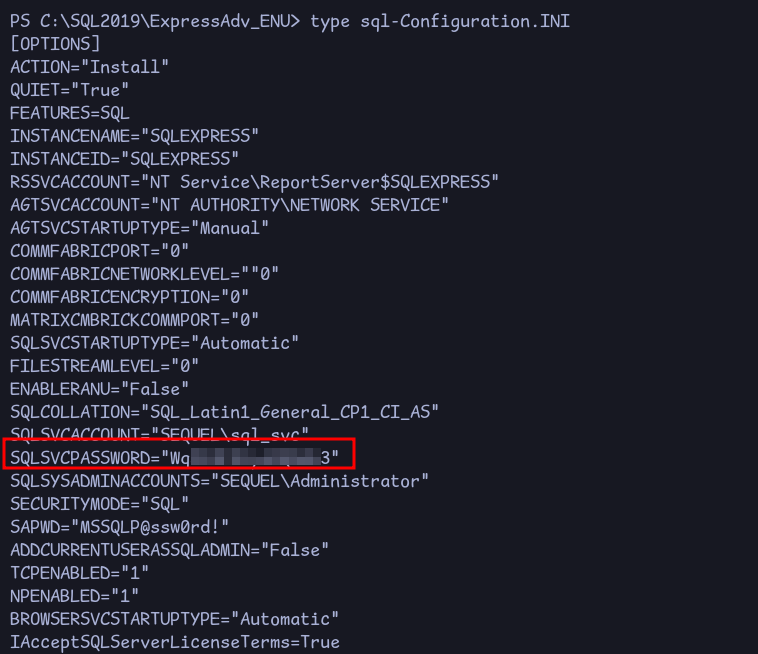 PS C:\SQL2019\ExpressAdv_ENU> type sql-Configuration.INI
[OPTIONS]
ACTION="Install"
QUIET="True"
FEATURES=SQL
INSTANCENAME="SQLEXPRESS"
INSTANCEID="SQLEXPRESS"
RSSVCACCOUNT="NT Service\ReportServer$SQLEXPRESS"
AGTSVCACCOUNT="NT AUTHORITY\NETWORK SERVICE"
AGTSVCSTARTUPTYPE="Manual"
COMMFABRICPORT="0"
COMMFABRICNETWORKLEVEL=""0"
COMMFABRICENCRYPTION="0"
MATRIXCMBRICKCOMMPORT="0"
SQLSVCSTARTUPTYPE="Automatic"
FILESTREAMLEVEL="0"
ENABLERANU="False"
SQLCOLLATION="SQL_Latin1_General_CP1_CI_AS"
SQLSVCACCOUNT="SEQUEL\sql_svc"
SQLSVCPASSWORD="Wq 3"
SQLSYSADMINACCOUNTS="SEQUEL\Administrator"
SECURITYMODE="SQL"
SAPWD="MSSQLP@ssw0rd!"
ADDCURRENTUSERASSQLADMIN="False"
TCPENABLED="1"
NPENABLED="1"
BROWSERSVCSTARTUPTYPE="Automatic"
IAcceptSQLServerLicenseTerms=True